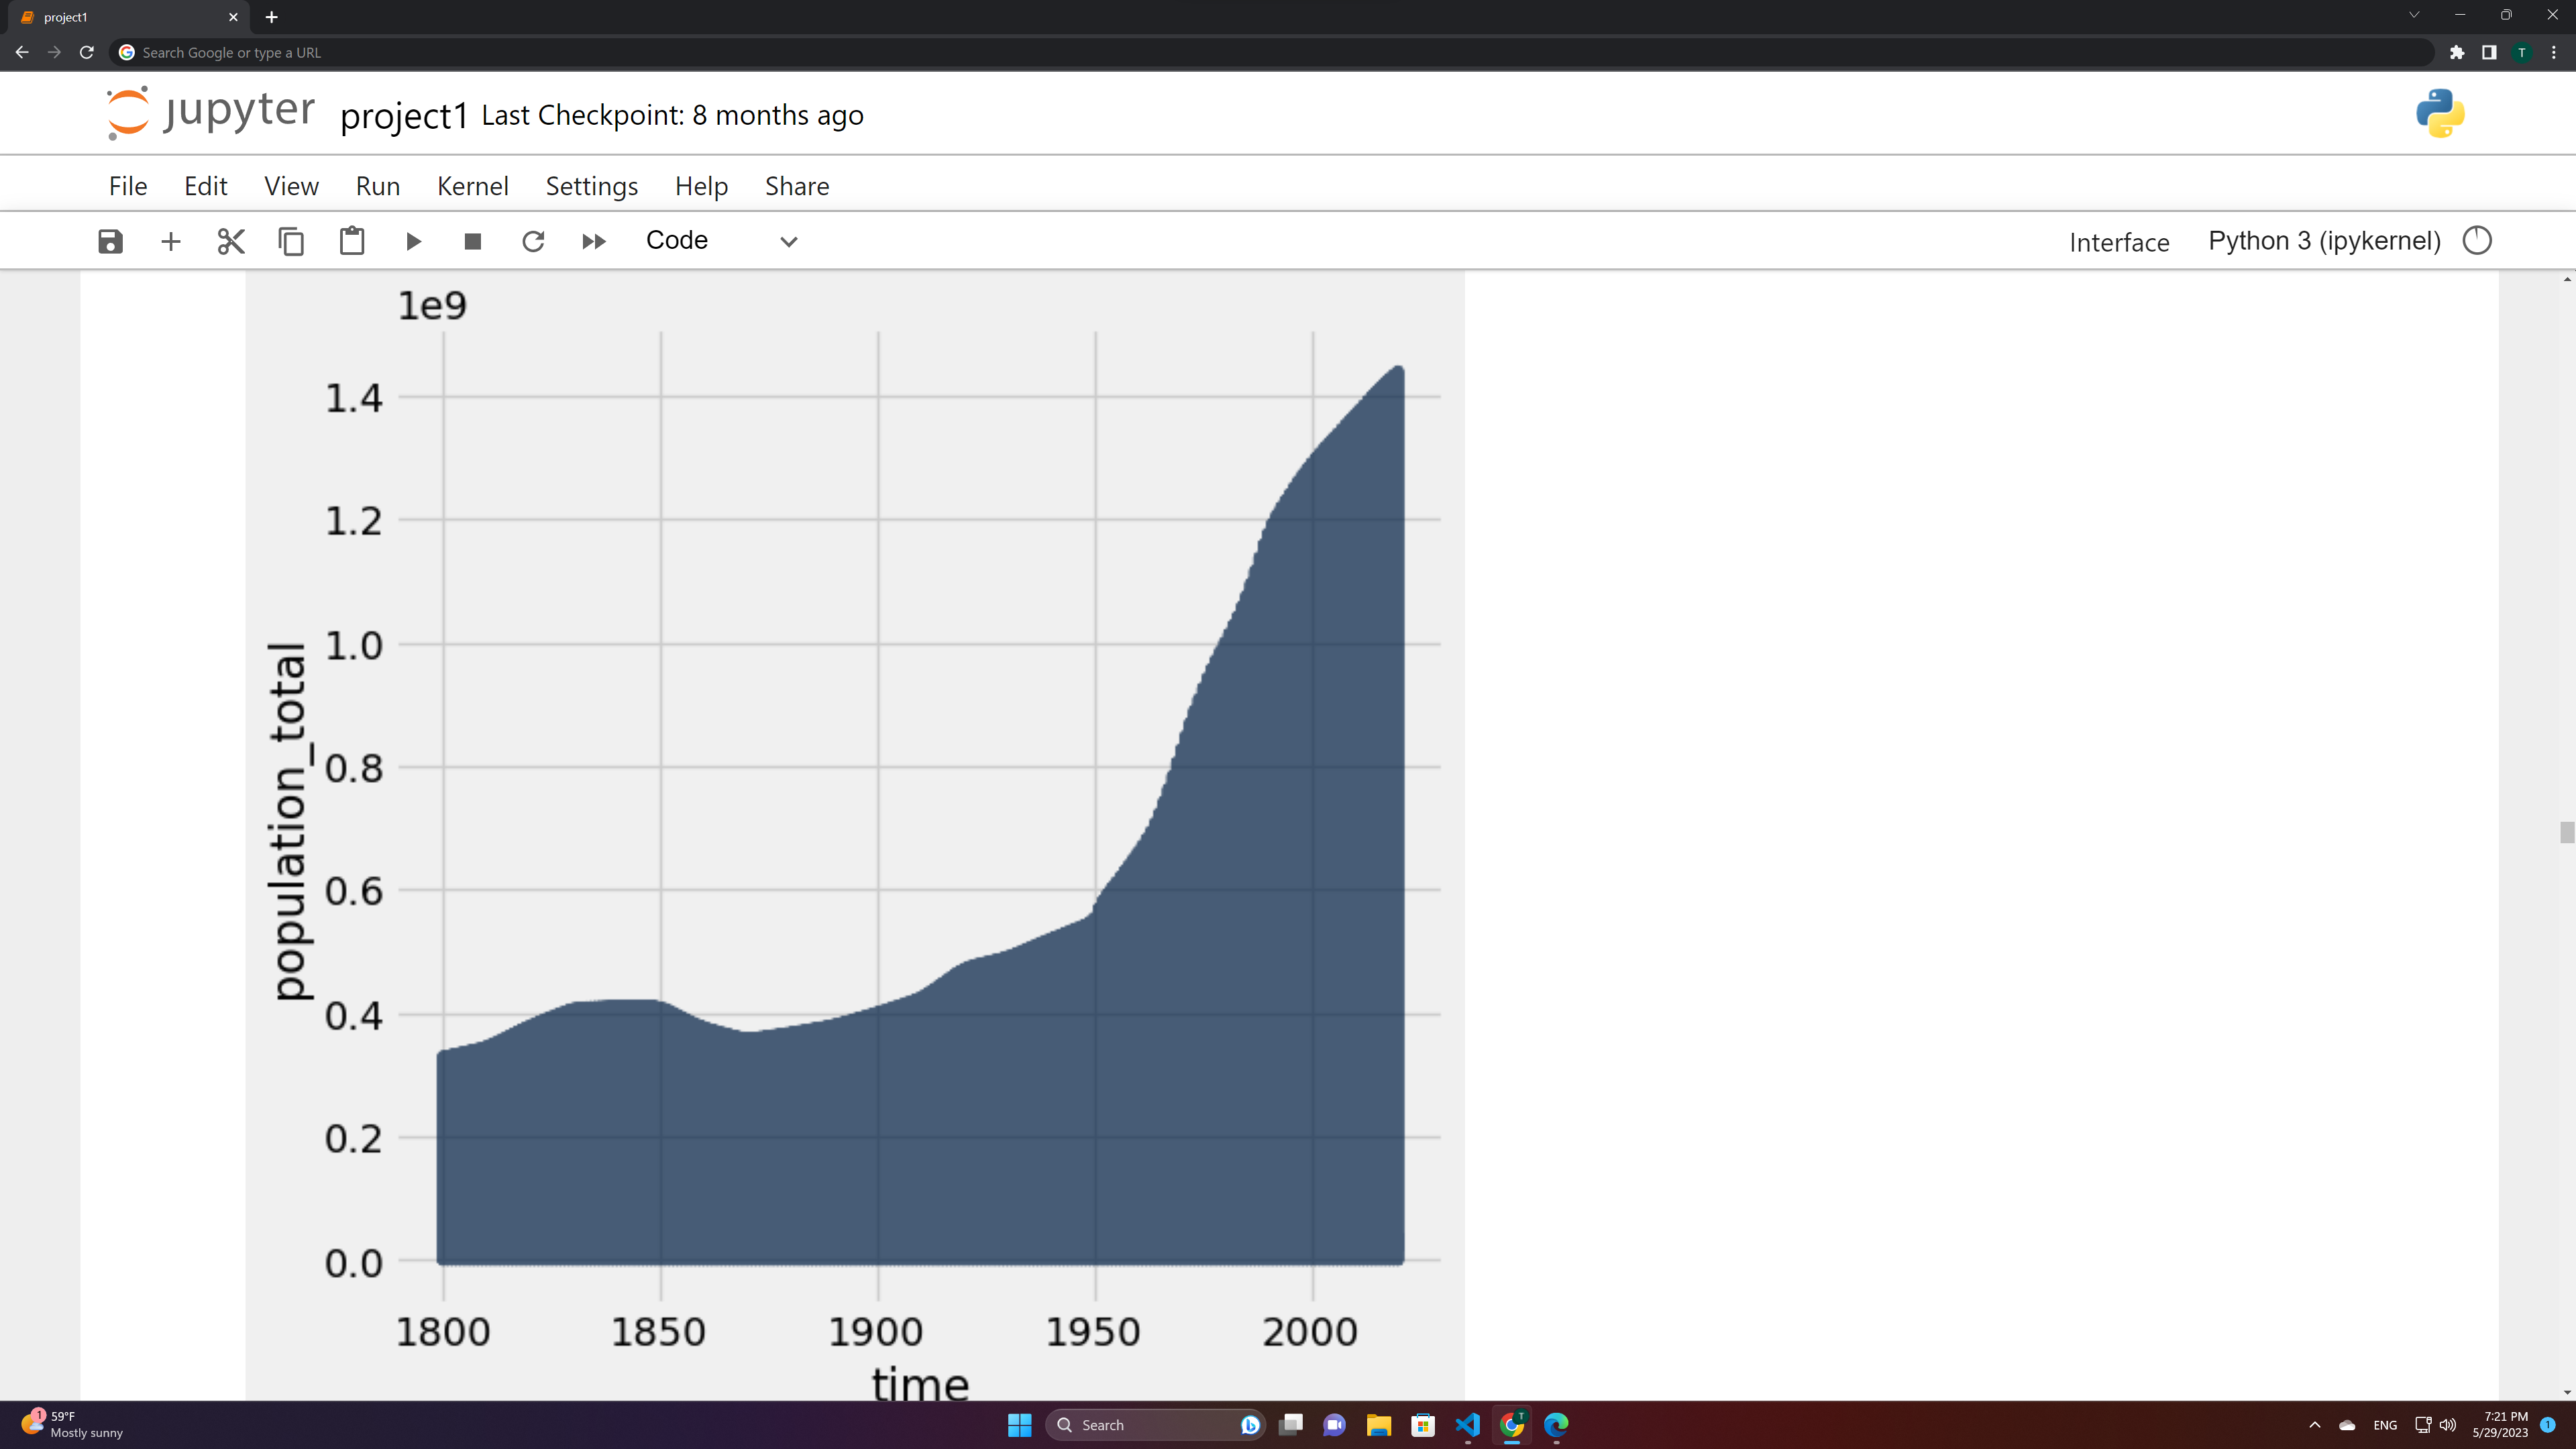 project1
Search Google or type a URL
T
jupyter project1 Last Checkpoint: 8 months ago
File Edit View Run Kernel Settings Help Share
Code Interface Python 3 (ipykernel)
1e9
1.4
1.2
1.0
0.8
0.6
0.4
0.2
0.0
population_total
1800 1850 1900 1950 2000
time
1 59°F
Mostly sunny
Search
T
ENG
7:21 PM
5/29/2023
1